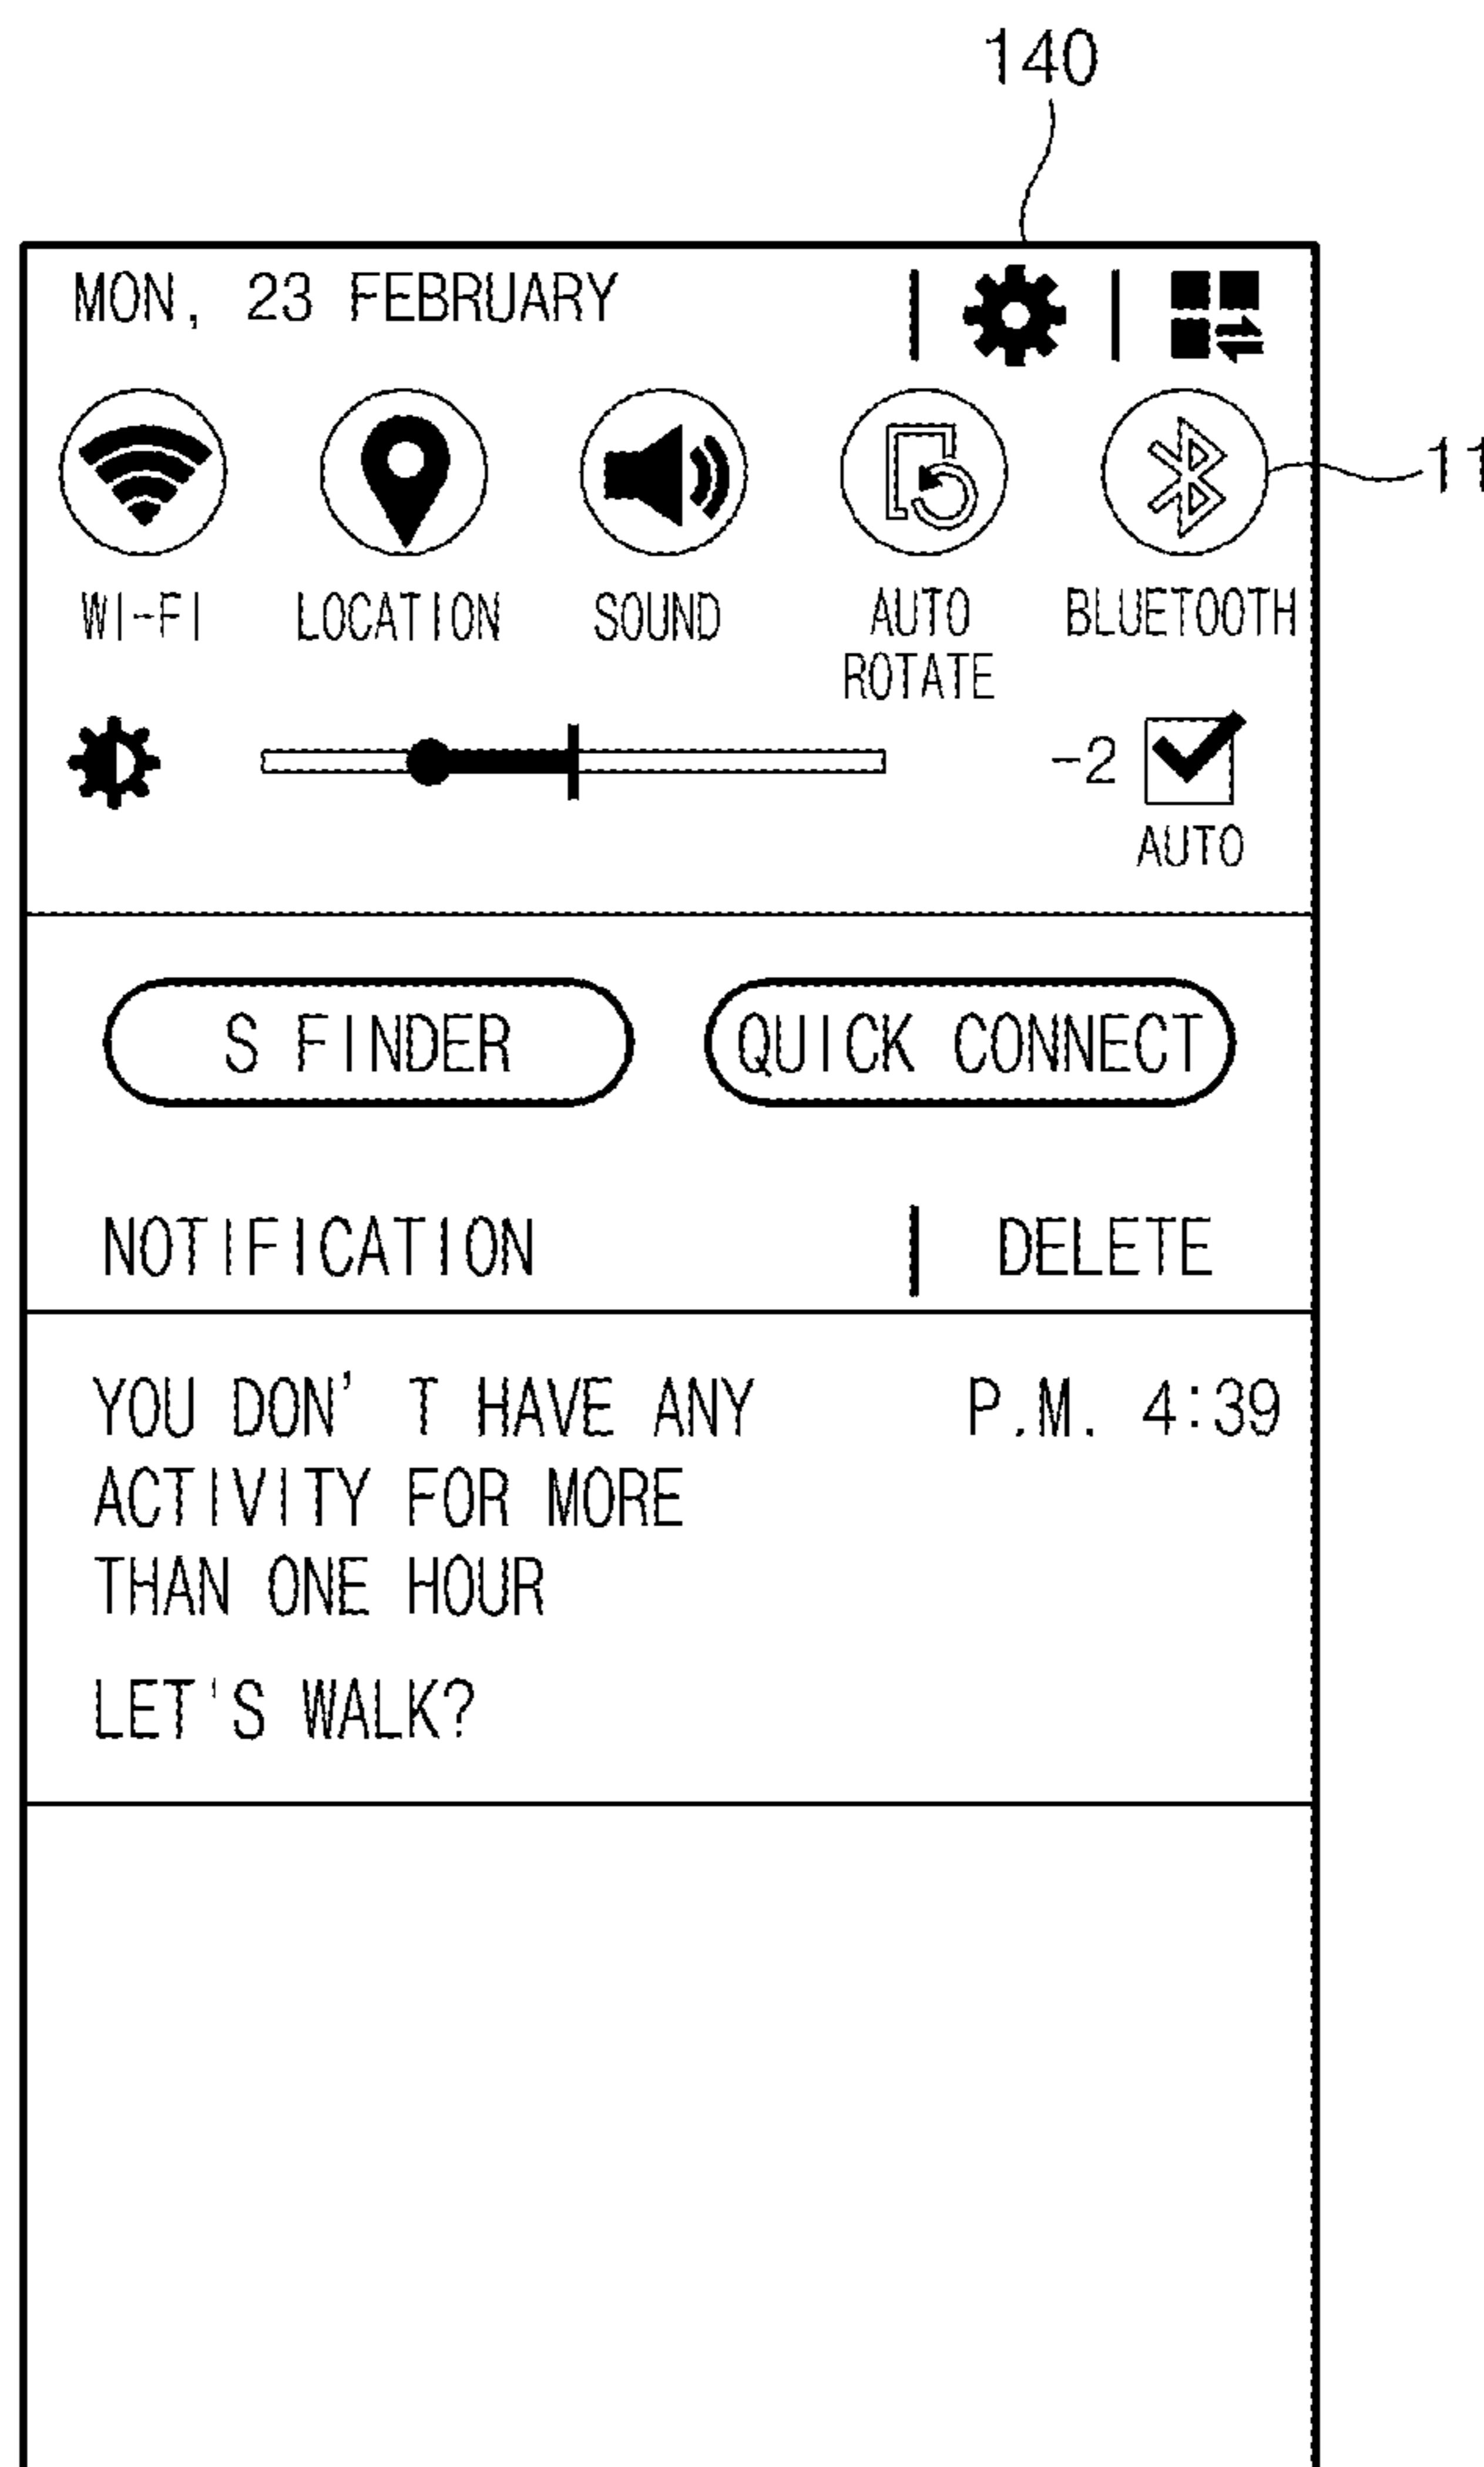 140
MON, 23 FEBRUARY
WI-FI
LOCATION
SOUND
AUTO
ROTATE
BLUETOOTH
-2
AUTO
S FINDER
QUICK CONNECT
NOTIFICATION
DELETE
YOU DON' T HAVE ANY
P.M. 4:39
ACTIVITY FOR MORE
THAN ONE HOUR
LET'S WALK?